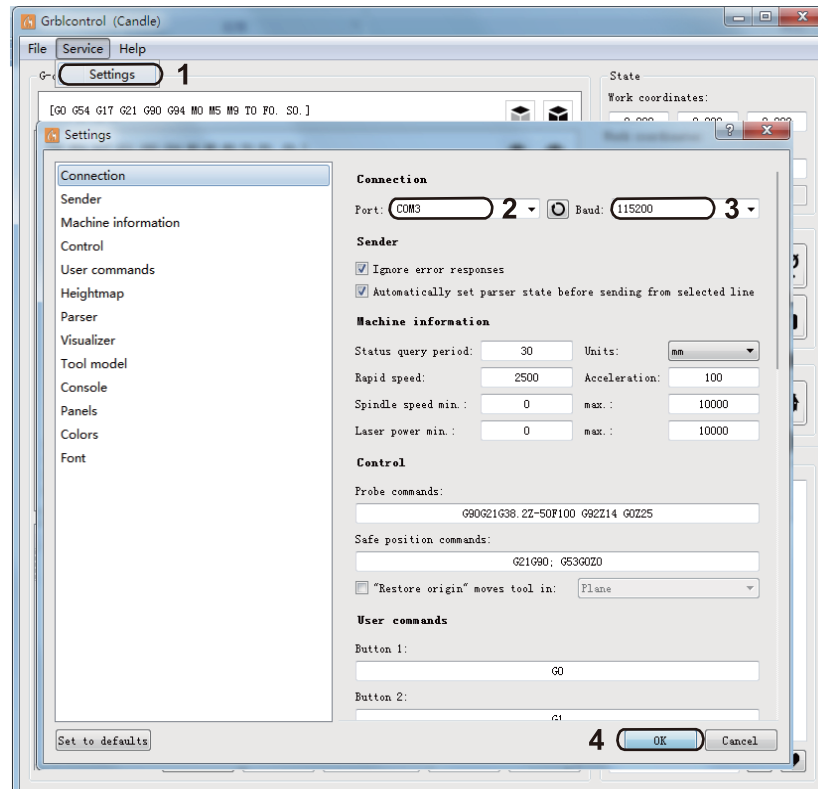 Grblcontrol (Candle)
File Service Help
Settings 1
State
Work coordinates:
[G0 G54 G17 G21 G90 G94 M0 M5 M9 T0 F0. S0.]
Settings
Connection
Sender
Machine information
Control
User commands
Heightmap
Parser
Visualizer
Tool model
Console
Panels
Colors
Font
Connection
Port: COM3 2 Baud: 115200 3
Sender
Ignore error responses
Automatically set parser state before sending from selected line
Machine information
Status query period: 30 Units: mm
Rapid speed: 2500 Acceleration: 100
Spindle speed min.: 0 max.: 10000
Laser power min.: 0 max.: 10000
Control
Probe commands:
G90G21G38.2Z-50F100 G92Z14 G0Z25
Safe position commands:
G21G90; G53G0Z0
"Restore origin" moves tool in: Plane
User commands
Button 1:
G0
Button 2:
G1
Set to defaults 4 OK Cancel